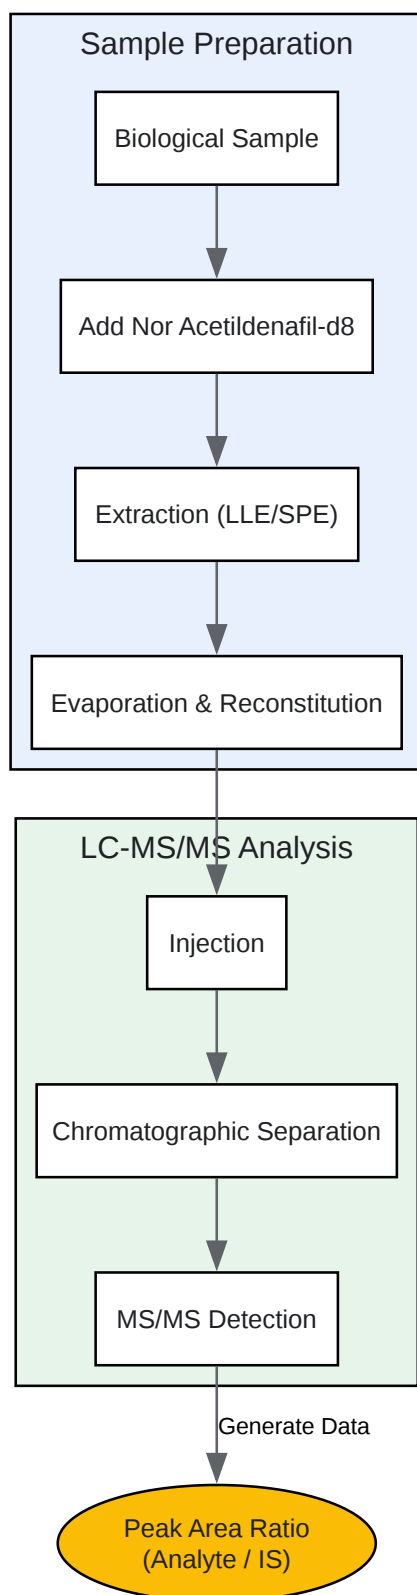 Sample Preparation
Biological Sample
Add Nor Acetildenafil-d8
Extraction (LLE/SPE)
Evaporation & Reconstitution
LC-MS/MS Analysis
Injection
Chromatographic Separation
MS/MS Detection
Generate Data
Peak Area Ratio
(Analyte / IS)